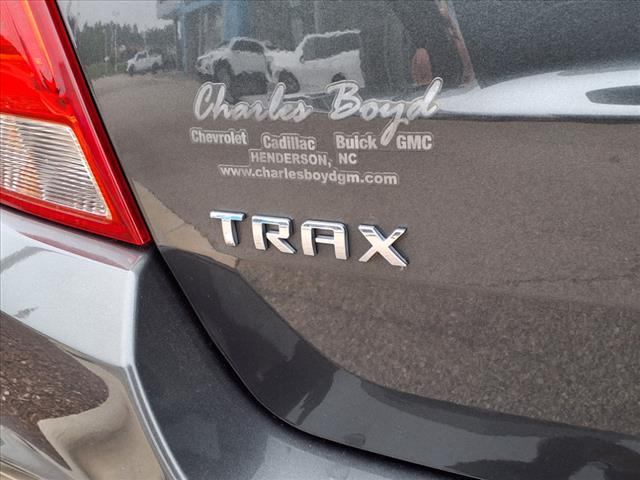 Charles Boyd
Chevrolet Cadillac Buick GMC
HENDERSON, NC
www.charlesboydgm.com
TRAX